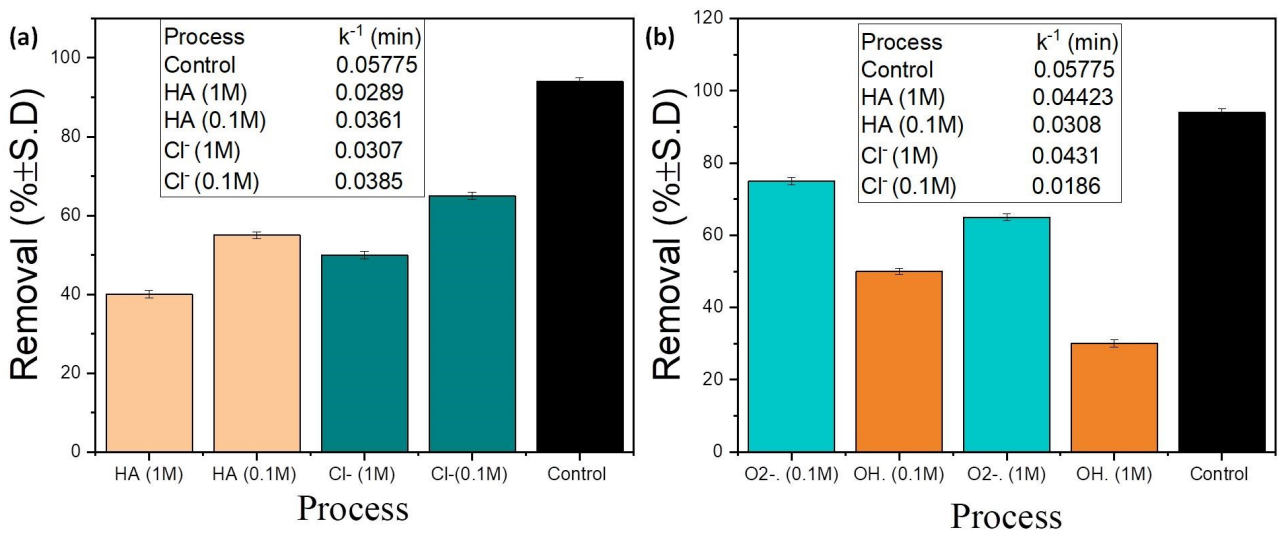 (a)
Process k⁻¹ (min)
Control 0.05775
HA (1M) 0.0289
HA (0.1M) 0.0361
Cl⁻ (1M) 0.0307
Cl⁻ (0.1M) 0.0385
Removal (%±S.D)
100
80
60
40
20
0
HA (1M) HA (0.1M) Cl- (1M) Cl-(0.1M) Control
Process
(b)
Process k⁻¹ (min)
Control 0.05775
HA (1M) 0.04423
HA (0.1M) 0.0308
Cl⁻ (1M) 0.0431
Cl⁻ (0.1M) 0.0186
Removal (%±S.D)
120
100
80
60
40
20
0
O2-. (0.1M) OH. (0.1M) O2-. (1M) OH. (1M) Control
Process